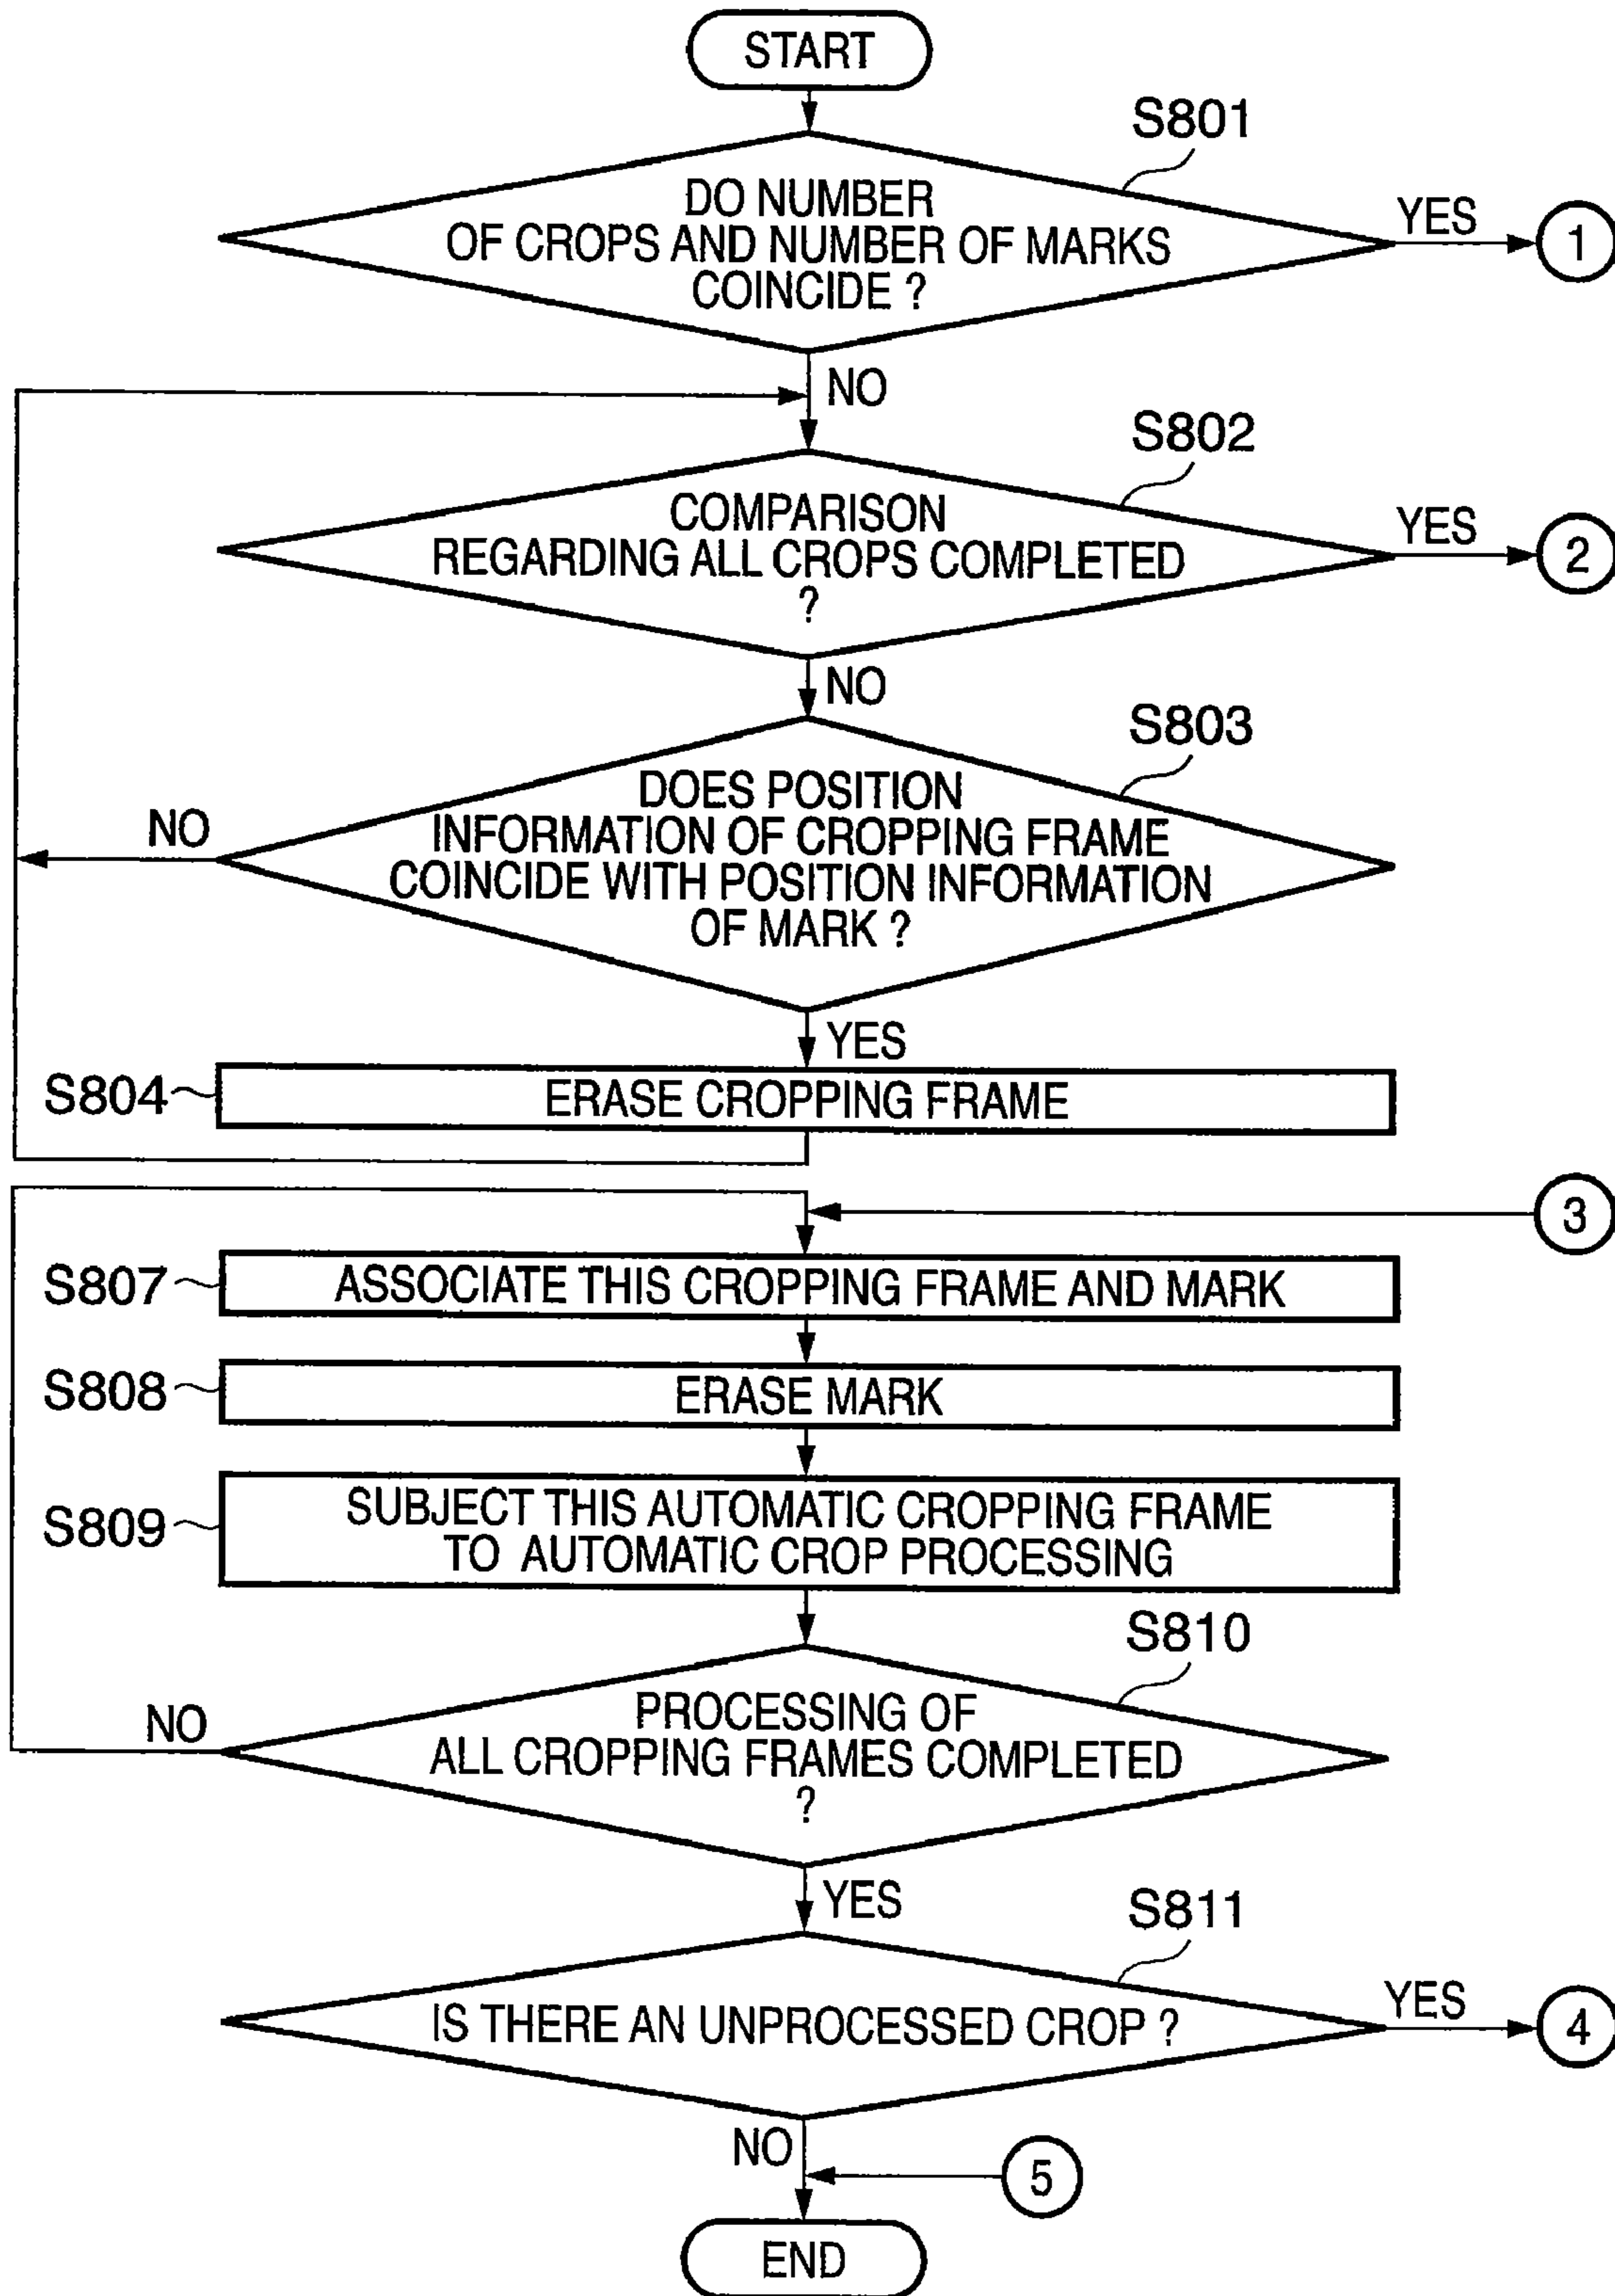 START
S801
DO NUMBER
OF CROPS AND NUMBER OF MARKS
COINCIDE ?
YES
1
NO
S802
COMPARISON
REGARDING ALL CROPS COMPLETED
?
YES
2
NO
S803
DOES POSITION
INFORMATION OF CROPPING FRAME
COINCIDE WITH POSITION INFORMATION
OF MARK ?
NO
YES
S804
ERASE CROPPING FRAME
3
S807
ASSOCIATE THIS CROPPING FRAME AND MARK
S808
ERASE MARK
S809
SUBJECT THIS AUTOMATIC CROPPING FRAME
TO AUTOMATIC CROP PROCESSING
S810
PROCESSING OF
ALL CROPPING FRAMES COMPLETED
?
NO
YES
S811
IS THERE AN UNPROCESSED CROP ?
YES
4
NO
5
END